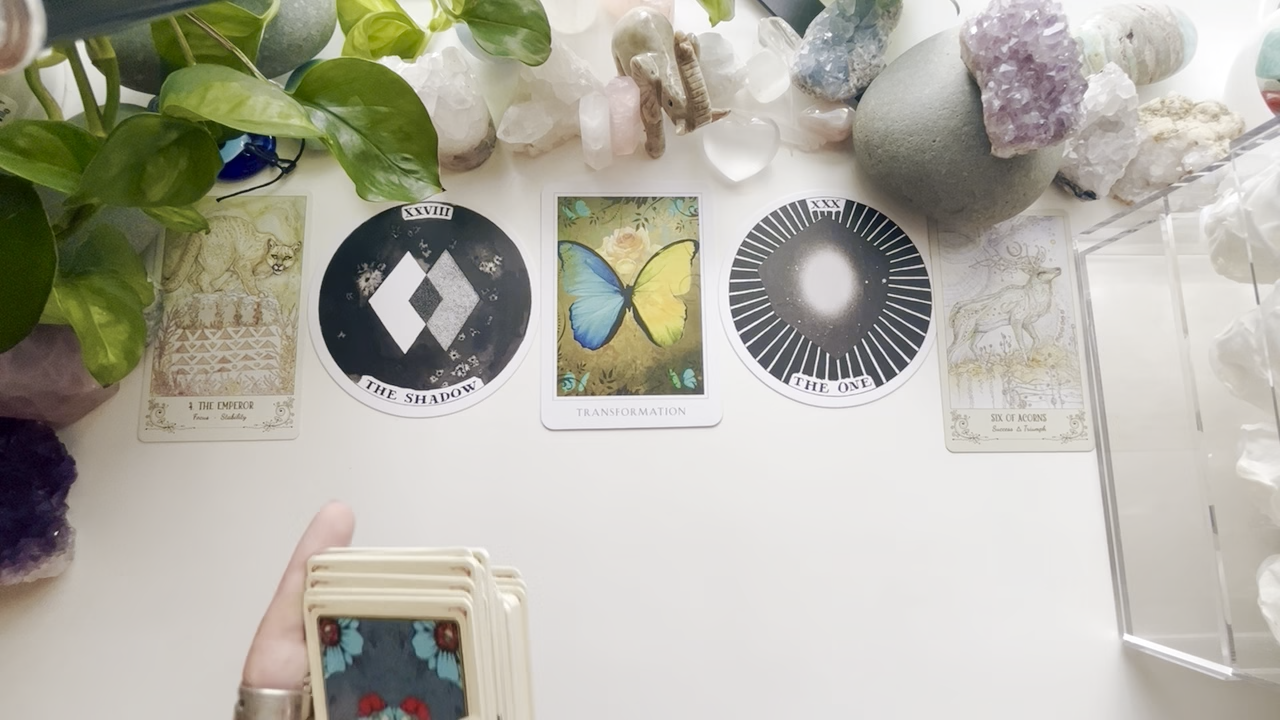 4 THE EMPEROR
Focus · Stability
XXVIII
THE SHADOW
TRANSFORMATION
XXX
THE ONE
SIX OF ACORNS
Success & Triumph